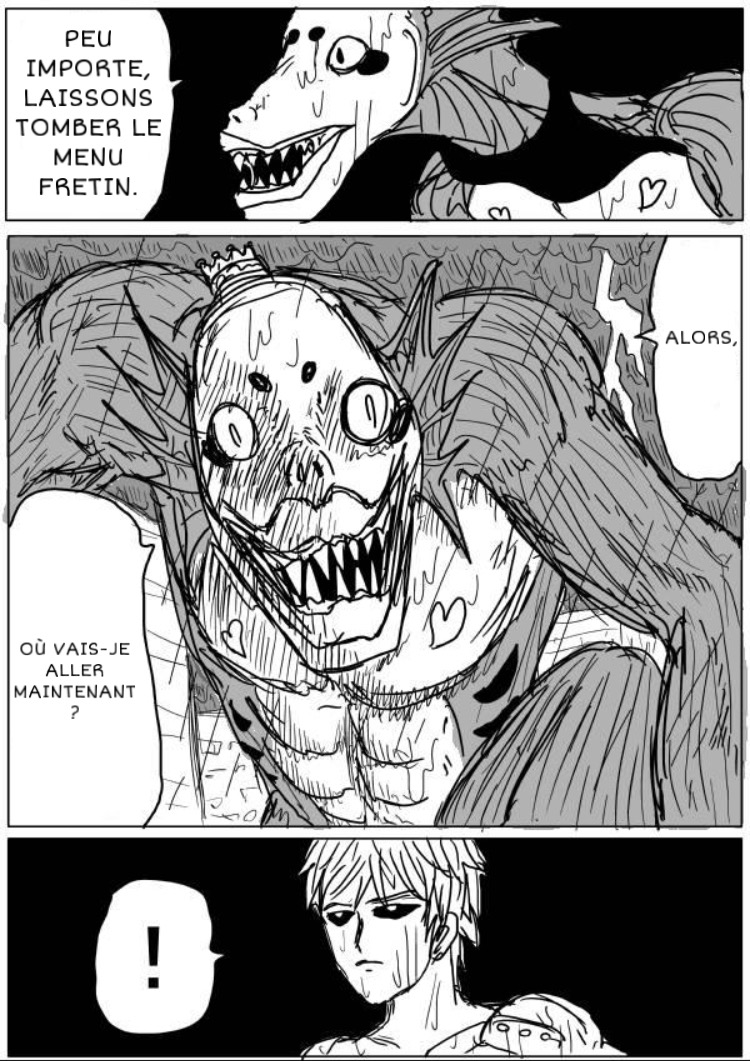 PEU
IMPORTE,
LAISSONS
TOMBER LE
MENU
FRETIN.
ALORS,
OÙ VAIS-JE
ALLER
MAINTENANT
?
!